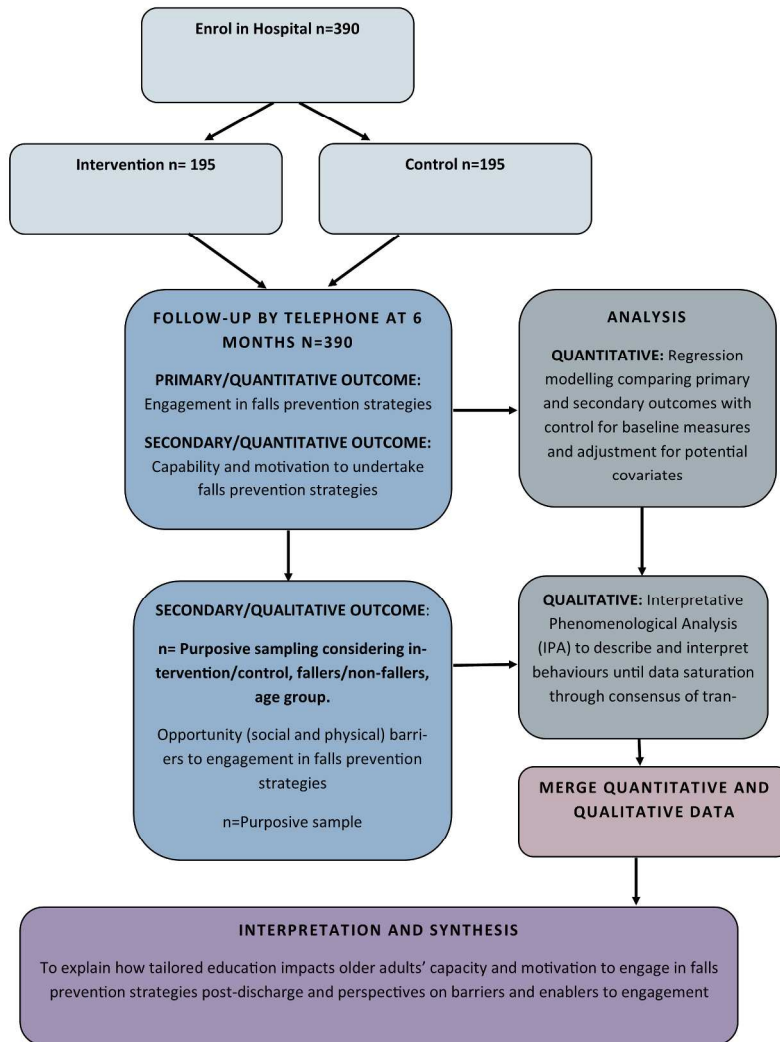 Enrol in Hospital n=390
Intervention n= 195
Control n=195
FOLLOW-UP BY TELEPHONE AT 6
MONTHS N=390
PRIMARY/QUANTITATIVE OUTCOME:
Engagement in falls prevention strategies
SECONDARY/QUANTITATIVE OUTCOME:
Capability and motivation to undertake
falls prevention strategies
ANALYSIS
QUANTITATIVE: Regression
modelling comparing primary
and secondary outcomes with
control for baseline measures
and adjustment for potential
covariates
SECONDARY/QUALITATIVE OUTCOME:
n= Purposive sampling considering in-
tervention/control, fallers/non-fallers,
age group.
Opportunity (social and physical) barri-
ers to engagement in falls prevention
strategies
n=Purposive sample
QUALITATIVE: Interpretative
Phenomenological Analysis
(IPA) to describe and interpret
behaviours until data saturation
through consensus of tran-
MERGE QUANTITATIVE AND
QUALITATIVE DATA
INTERPRETATION AND SYNTHESIS
To explain how tailored education impacts older adults’ capacity and motivation to engage in falls
prevention strategies post-discharge and perspectives on barriers and enablers to engagement